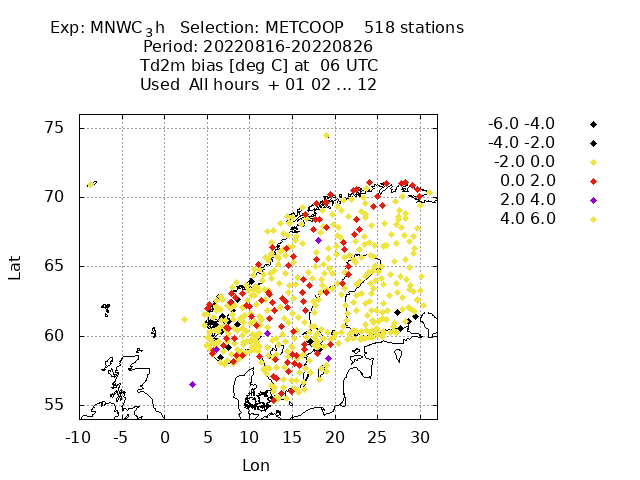 Exp: MNWC3h   Selection: METCOOP    518 stations
Period: 20220816-20220826
Td2m bias [deg C] at  06 UTC
Used  All hours  + 01 02 ... 12
-6.0 -4.0
-4.0 -2.0
-2.0 0.0
0.0 2.0
2.0 4.0
4.0 6.0
75
70
65
60
55
Lat
-10 -5 0 5 10 15 20 25 30
Lon